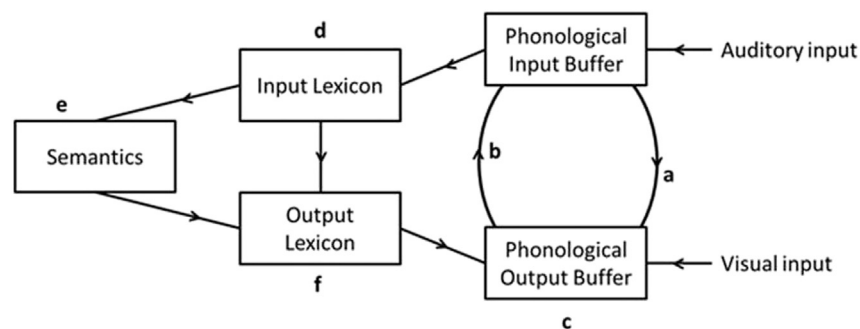 d
Phonological
Input Buffer
Auditory input
Input Lexicon
e
Semantics
b
a
Output
Lexicon
f
Phonological
Output Buffer
Visual input
c